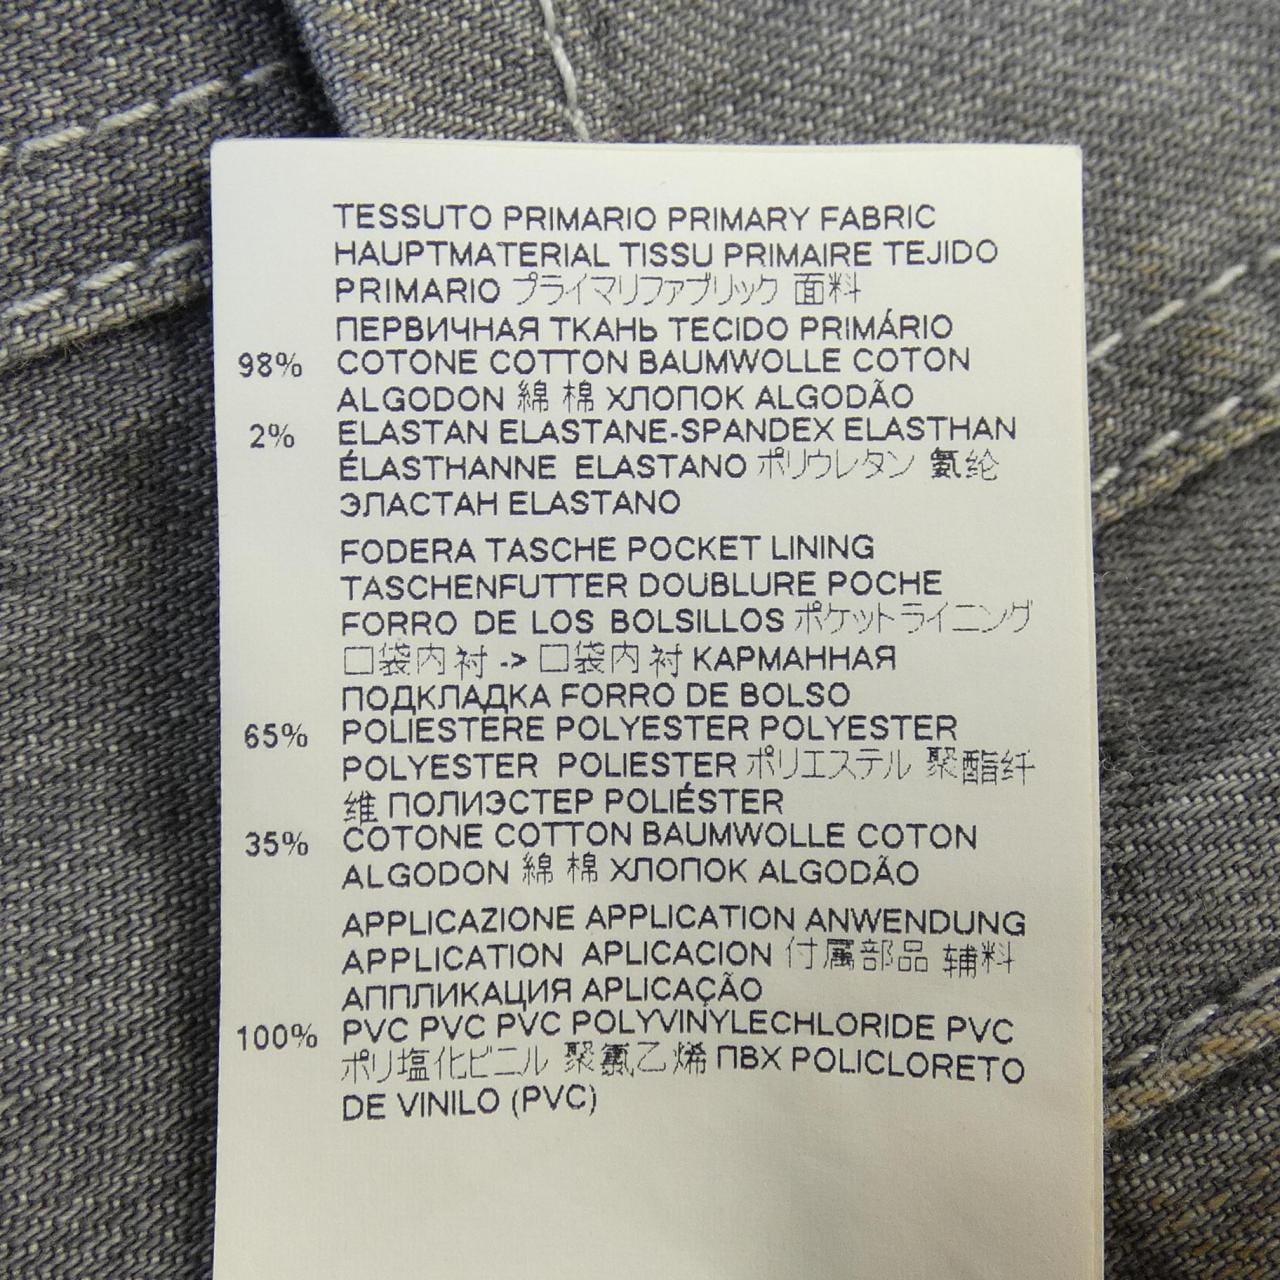 TESSUTO PRIMARIO PRIMARY FABRIC
HAUPTMATERIAL TISSU PRIMAIRE TEJIDO
PRIMARIO プライマリファブリック 面料
ПЕРВИЧНАЯ ТКАНЬ TECIDO PRIMÁRIO
98% COTONE COTTON BAUMWOLLE COTON
ALGODON 綿 棉 ХЛОПОК ALGODÃO
2% ELASTAN ELASTANE-SPANDEX ELASTHAN
ÉLASTHANNE ELASTANO ポリウレタン 氨纶
ЭЛАСТАН ELASTANO
FODERA TASCHE POCKET LINING
TASCHENFUTTER DOUBLURE POCHE
FORRO DE LOS BOLSILLOS ポケットライニング
口袋内衬 -> 口袋内衬 КАРМАННАЯ
ПОДКЛАДКА FORRO DE BOLSO
65% POLIESTERE POLYESTER POLYESTER
POLYESTER POLIESTER ポリエステル 聚酯纤
维 ПОЛИЭСТЕР POLIÉSTER
35% COTONE COTTON BAUMWOLLE COTON
ALGODON 綿 棉 ХЛОПОК ALGODÃO
APPLICAZIONE APPLICATION ANWENDUNG
APPLICATION APLICACION 付属部品 辅料
АППЛИКАЦИЯ APLICAÇÃO
100% PVC PVC PVC POLYVINYLECHLORIDE PVC
ポリ塩化ビニル 聚氯乙烯 ПВХ POLICLORETO
DE VINILO (PVC)